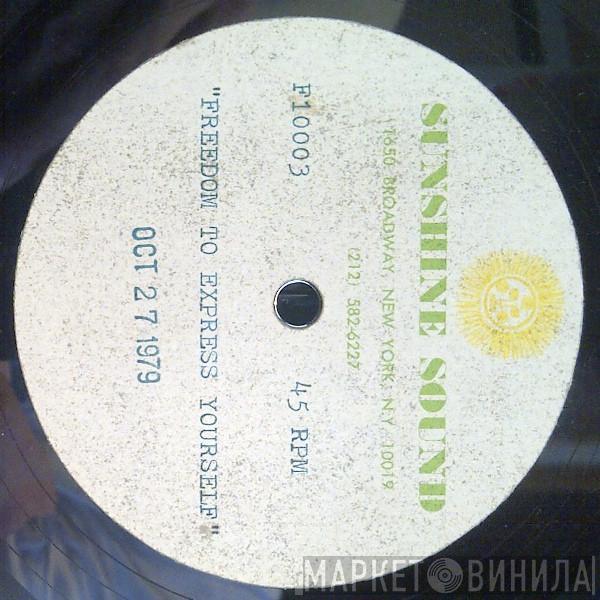 SUNSHINE SOUND
1650 BROADWAY NEW YORK, N.Y. 10019
(212) 582-6227
F10003 45 RPM
"FREEDOM TO EXPRESS YOURSELF"
OCT 27 1979
МАРКЕТ ВИНИЛА